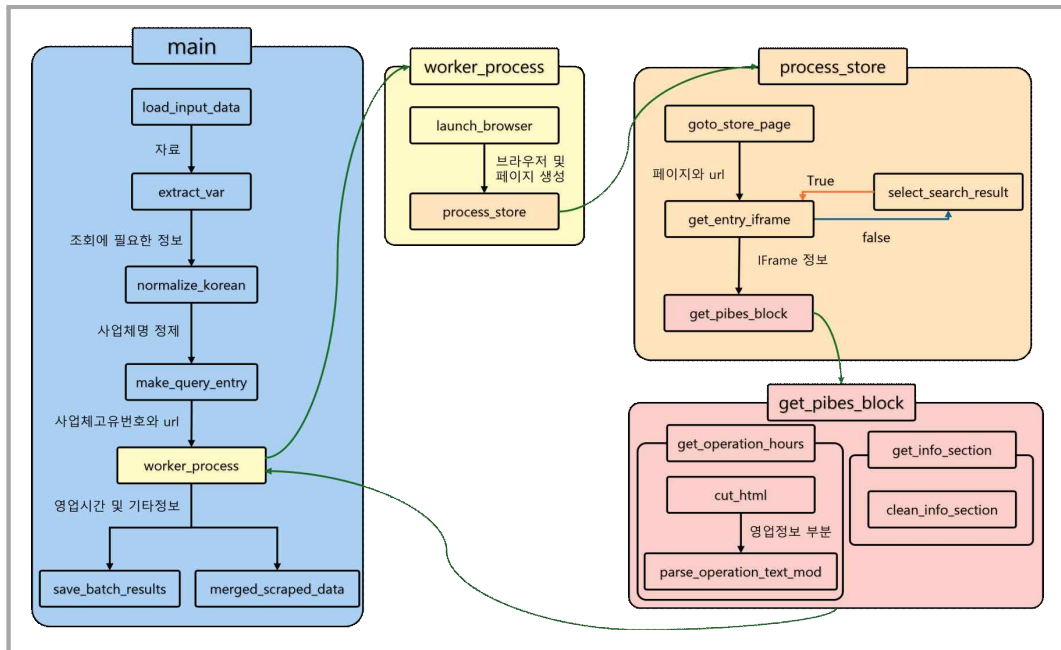 main
load_input_data
자료
extract_var
조회에 필요한 정보
normalize_korean
사업체명 정제
make_query_entry
사업체고유번호와 url
worker_process
영업시간 및 기타정보
save_batch_results
merged_scraped_data
worker_process
launch_browser
브라우저 및
페이지 생성
process_store
process_store
goto_store_page
페이지와 url
True
select_search_result
get_entry_iframe
false
IFrame 정보
get_pibes_block
get_pibes_block
get_operation_hours
cut_html
영업정보 부분
parse_operation_text_mod
get_info_section
clean_info_section